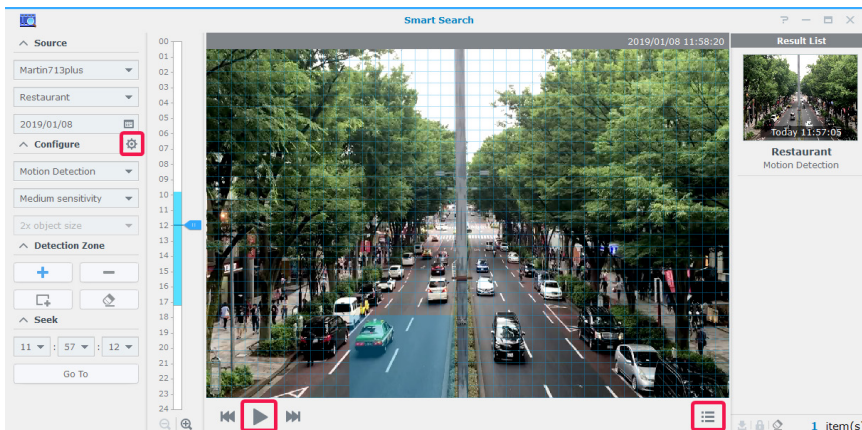 Smart Search
Source
Martin713plus
Restaurant
2019/01/08
Configure
Motion Detection
Medium sensitivity
2x object size
Detection Zone
Seek
11 : 57 : 12
Go To
00
01
02
03
04
05
06
07
08
09
10
11
12
13
14
15
16
17
18
19
20
21
22
23
24
2019/01/08 11:58:20
Result List
Today 11:57:05
Restaurant
Motion Detection
1 item(s